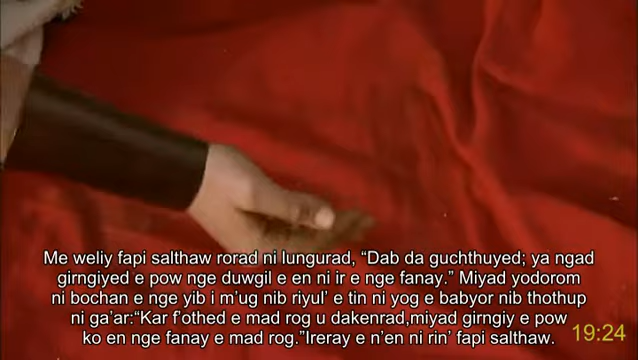 Me weliy fapi salthaw rorad ni lungurad, “Dab da guchthuyed; ya ngad
girngiyed e pow nge duwgil e en ni ir e nge fanay.” Miyad yodorom
ni bochan e nge yib i m'ug nib riyul’ e tin ni yog e babyor nib thothup
ni ga’ar:“Kar f’othed e mad rog u dakenrad,miyad girngiy e pow
ko en nge fanay e mad rog.”Ireray e n’en ni rin’ fapi salthaw.
19:24